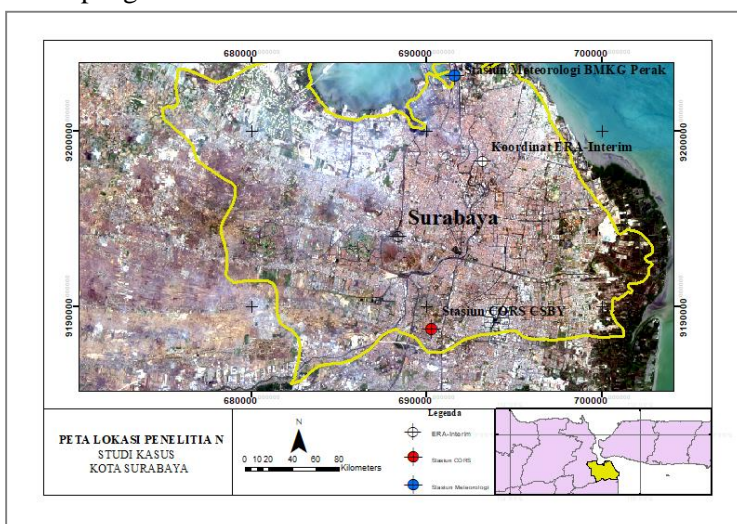 680000
690000
700000
Stasiun Meteorologi BMKG Perak
9200000
9200000
Koordinat ERA-Interim
Surabaya
9190000
9190000
Stasiun CORS CSBY
680000
690000
700000
PETA LOKASI PENELITIA N
STUDI KASUS
KOTA SURABAYA
N
0 10 20 40 60 80
Kilometers
Legenda
ERA-Interim
Stasiun CORS
Stasiun Meteorologi